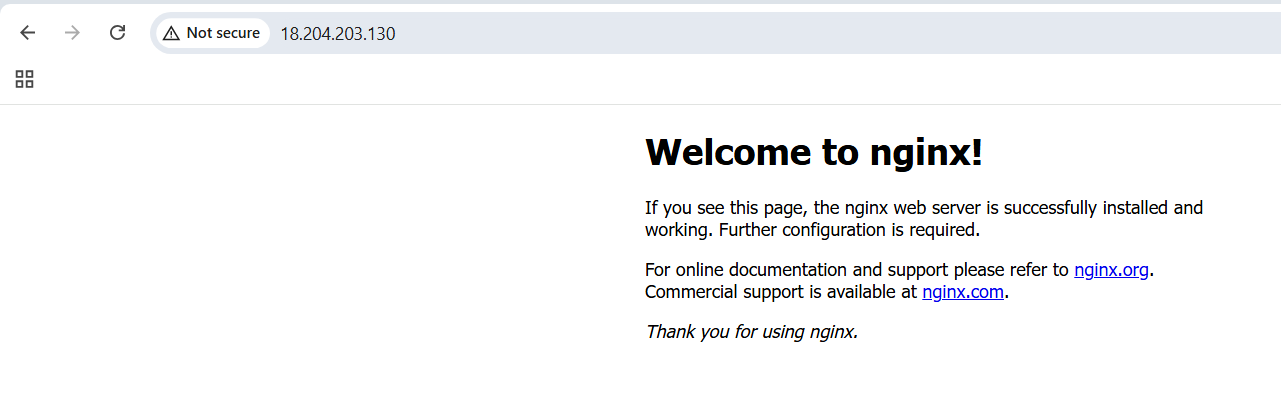 Not secure 18.204.203.130
Welcome to nginx!
If you see this page, the nginx web server is successfully installed and
working. Further configuration is required.
For online documentation and support please refer to nginx.org.
Commercial support is available at nginx.com.
Thank you for using nginx.